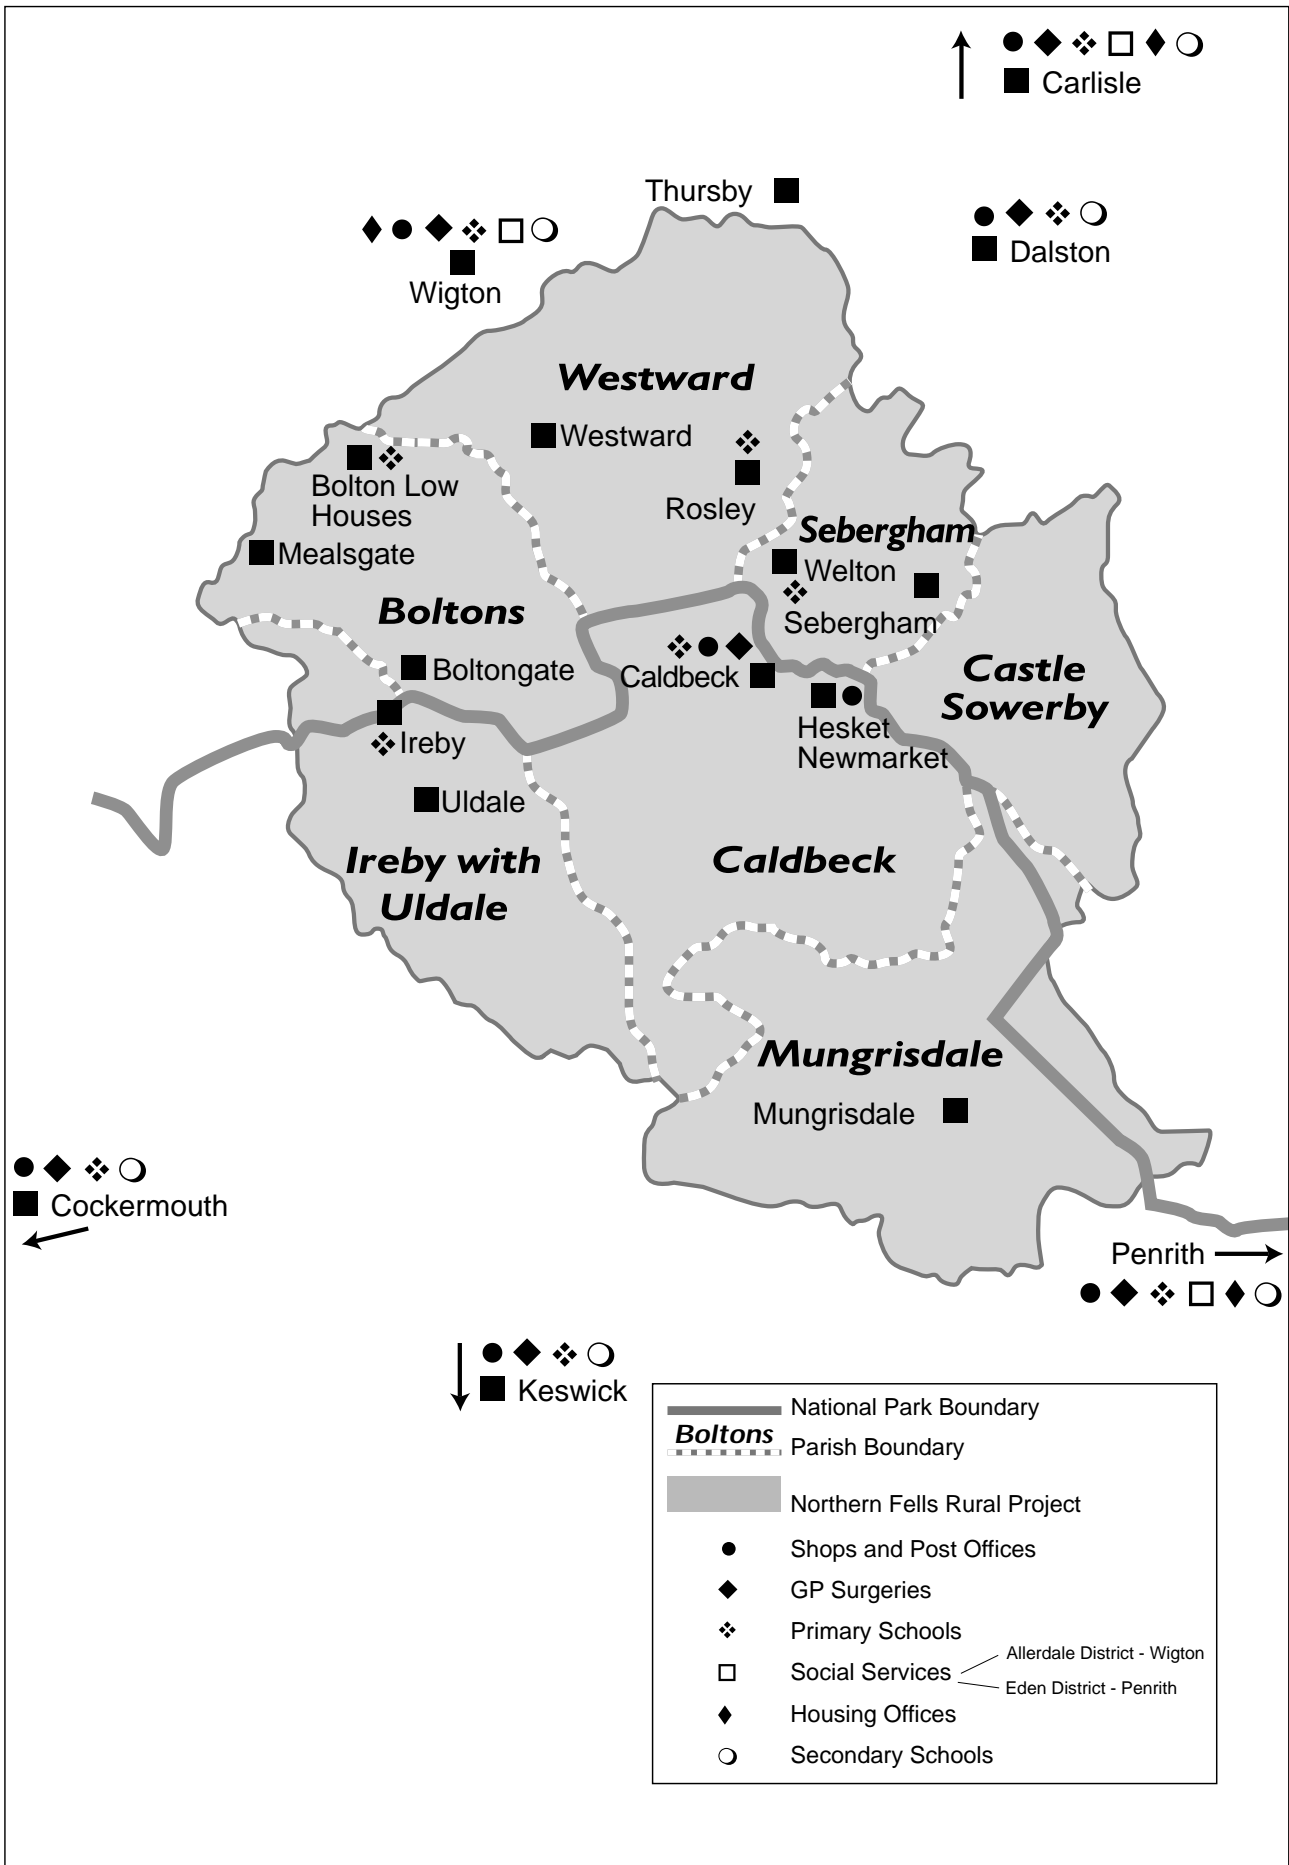 Carlisle
Thursby
Dalston
Wigton
Westward
Westward
Rosley
Bolton Low
Houses
Mealsgate
Sebergham
Welton
Sebergham
Boltons
Boltongate
Caldbeck
Castle
Sowerby
Hesket
Newmarket
Ireby
Uldale
Ireby with
Uldale
Caldbeck
Mungrisdale
Mungrisdale
Cockermouth
Penrith
Keswick
National Park Boundary
Boltons
Parish Boundary
Northern Fells Rural Project
Shops and Post Offices
GP Surgeries
Primary Schools
Social Services
Allerdale District - Wigton
Eden District - Penrith
Housing Offices
Secondary Schools